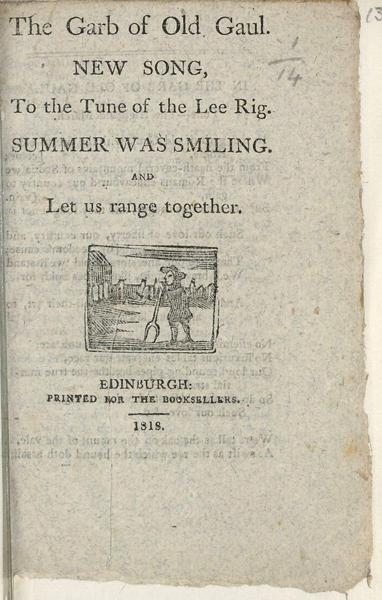 The Garb of Old Gaul.
NEW SONG,
To the Tune of the Lee Rig.
SUMMER WAS SMILING.
AND
Let us range together.
EDINBURGH:
PRINTED FOR THE BOOKSELLERS.
1818.
1
14
13